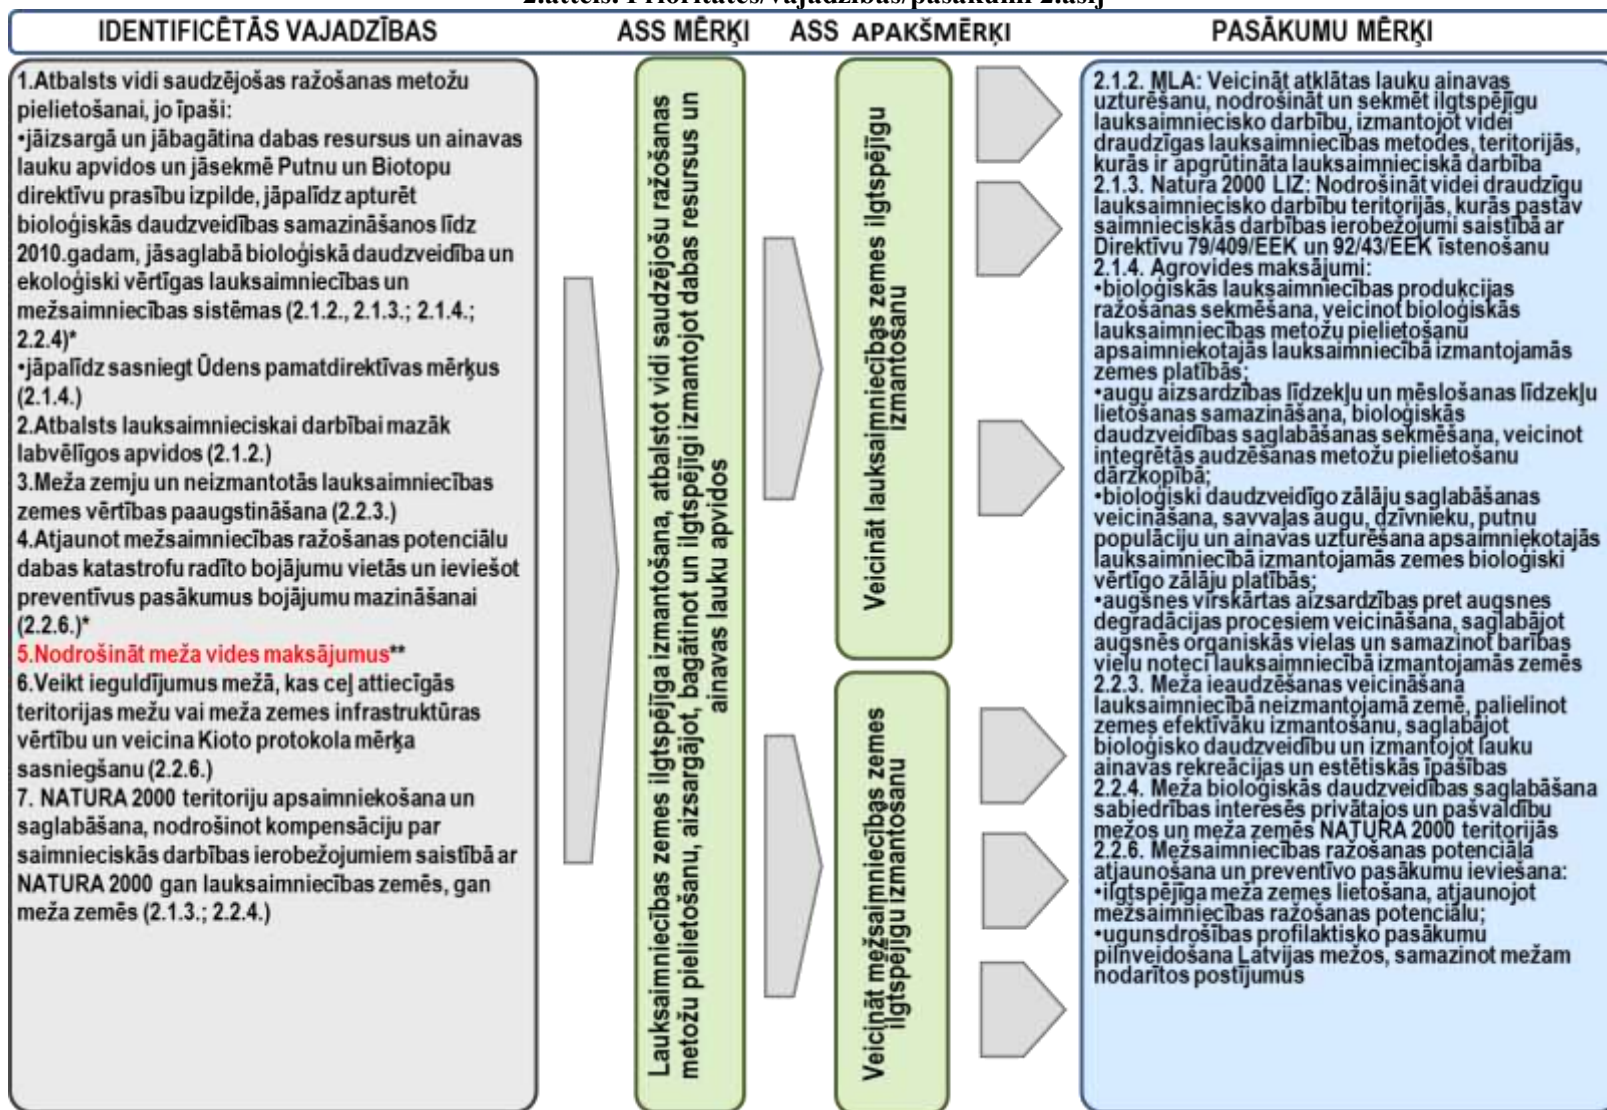 2.attēls. Prioritātes/vajadzības/pasākumi 2.asij
IDENTIFICĒTĀS VAJADZĪBAS
ASS MĒRĶI
ASS APAKŠMĒRĶI
PASĀKUMU MĒRĶI
1.Atbalsts vidi saudzējošas ražošanas metožu
pielietošanai, jo īpaši:
•jāizsargā un jābagātina dabas resursus un ainavas
lauku apvidos un jāsekmē Putnu un Biotopu
direktīvu prasību izpilde, jāpalīdz apturēt
bioloģiskās daudzveidības samazināšanos līdz
2010.gadam, jāsaglabā bioloģiskā daudzveidība un
ekoloģiski vērtīgas lauksaimniecības un
mežsaimniecības sistēmas (2.1.2., 2.1.3.; 2.1.4.;
2.2.4)*
•jāpalīdz sasniegt Ūdens pamatdirektīvas mērķus
(2.1.4.)
2.Atbalsts lauksaimnieciskai darbībai mazāk
labvēlīgos apvidos (2.1.2.)
3.Meža zemju un neizmantotās lauksaimniecības
zemes vērtības paaugstināšana (2.2.3.)
4.Atjaunot mežsaimniecības ražošanas potenciālu
dabas katastrofu radīto bojājumu vietās un ieviešot
preventīvus pasākumus bojājumu mazināšanai
(2.2.6.)*
5.Nodrošināt meža vides maksājumus**
6.Veikt ieguldījumus mežā, kas ceļ attiecīgās
teritorijas mežu vai meža zemes infrastruktūras
vērtību un veicina Kioto protokola mērķa
sasniegšanu (2.2.6.)
7. NATURA 2000 teritoriju apsaimniekošana un
saglabāšana, nodrošinot kompensāciju par
saimnieciskās darbības ierobežojumiem saistībā ar
NATURA 2000 gan lauksaimniecības zemēs, gan
meža zemēs (2.1.3.; 2.2.4.)
Lauksaimniecības zemes ilgtspējīga izmantošana, atbalstot vidi saudzējošu ražošanas
metožu pielietošanu, aizsargājot, bagātinot un ilgtspējīgi izmantojot dabas resursus un
ainavas lauku apvidos
Veicināt lauksaimniecības zemes ilgtspējīgu
izmantošanu
Veicināt mežsaimniecības zemes
ilgtspējīgu izmantošanu
2.1.2. MLA: Veicināt atklātas lauku ainavas
uzturēšanu, nodrošināt un sekmēt ilgtspējīgu
lauksaimniecisko darbību, izmantojot videi
draudzīgas lauksaimniecības metodes, teritorijās,
kurās ir apgrūtināta lauksaimnieciskā darbība
2.1.3. Natura 2000 LIZ: Nodrošināt videi draudzīgu
lauksaimniecisko darbību teritorijās, kurās pastāv
saimnieciskās darbības ierobežojumi saistībā ar
Direktīvu 79/409/EEK un 92/43/EEK īstenošanu
2.1.4. Agrovides maksājumi:
•bioloģiskās lauksaimniecības produkcijas
ražošanas sekmēšana, veicinot bioloģiskās
lauksaimniecības metožu pielietošanu
apsaimniekotajās lauksaimniecībā izmantojamās
zemes platībās;
•augu aizsardzības līdzekļu un mēslošanas līdzekļu
lietošanas samazināšana, bioloģiskās
daudzveidības saglabāšanas sekmēšana, veicinot
integrētās audzēšanas metožu pielietošanu
dārzkopībā;
•bioloģiski daudzveidīgo zālāju saglabāšanas
veicināšana, savvaļas augu, dzīvnieku, putnu
populāciju un ainavas uzturēšana apsaimniekotajās
lauksaimniecībā izmantojamās zemes bioloģiski
vērtīgo zālāju platībās;
•augsnes virskārtas aizsardzības pret augsnes
degradācijas procesiem veicināšana, saglabājot
augsnēs organiskās vielas un samazinot barības
vielu noteci lauksaimniecībā izmantojamās zemēs
2.2.3. Meža ieaudzēšanas veicināšana
lauksaimniecībā neizmantojamā zemē, palielinot
zemes efektīvāku izmantošanu, saglabājot
bioloģisko daudzveidību un izmantojot lauku
ainavas rekreācijas un estētiskās īpašības
2.2.4. Meža bioloģiskās daudzveidības saglabāšana
sabiedrības interesēs privātajos un pašvaldību
mežos un meža zemēs NATURA 2000 teritorijās
2.2.6. Mežsaimniecības ražošanas potenciāla
atjaunošana un preventīvo pasākumu ieviešana:
•ilgtspējīga meža zemes lietošana, atjaunojot
mežsaimniecības ražošanas potenciālu;
•ugunsdrošības profilaktisko pasākumu
pilnveidošana Latvijas mežos, samazinot mežam
nodarītos postījumus